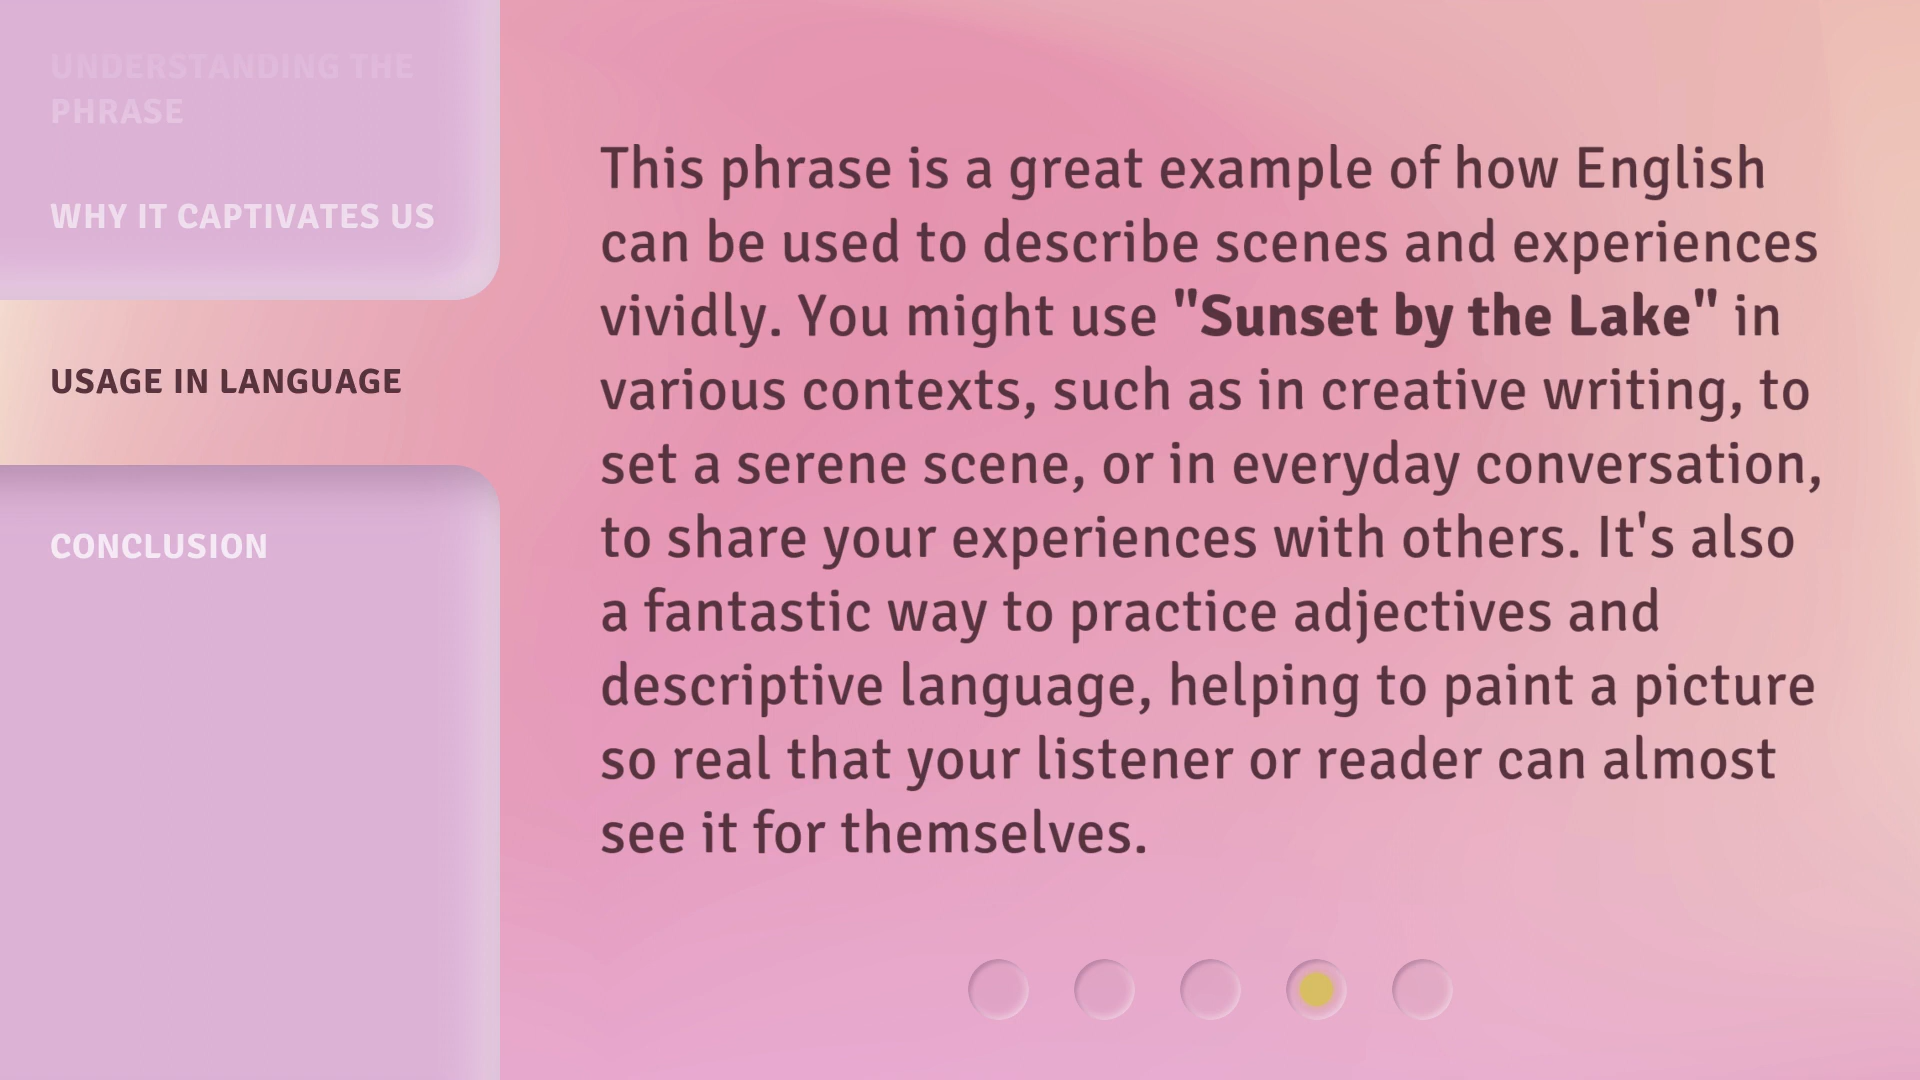 UNDERSTANDING THE
PHRASE
WHY IT CAPTIVATES US
USAGE IN LANGUAGE
CONCLUSION
This phrase is a great example of how English
can be used to describe scenes and experiences
vividly. You might use "Sunset by the Lake" in
various contexts, such as in creative writing, to
set a serene scene, or in everyday conversation,
to share your experiences with others. It's also
a fantastic way to practice adjectives and
descriptive language, helping to paint a picture
so real that your listener or reader can almost
see it for themselves.